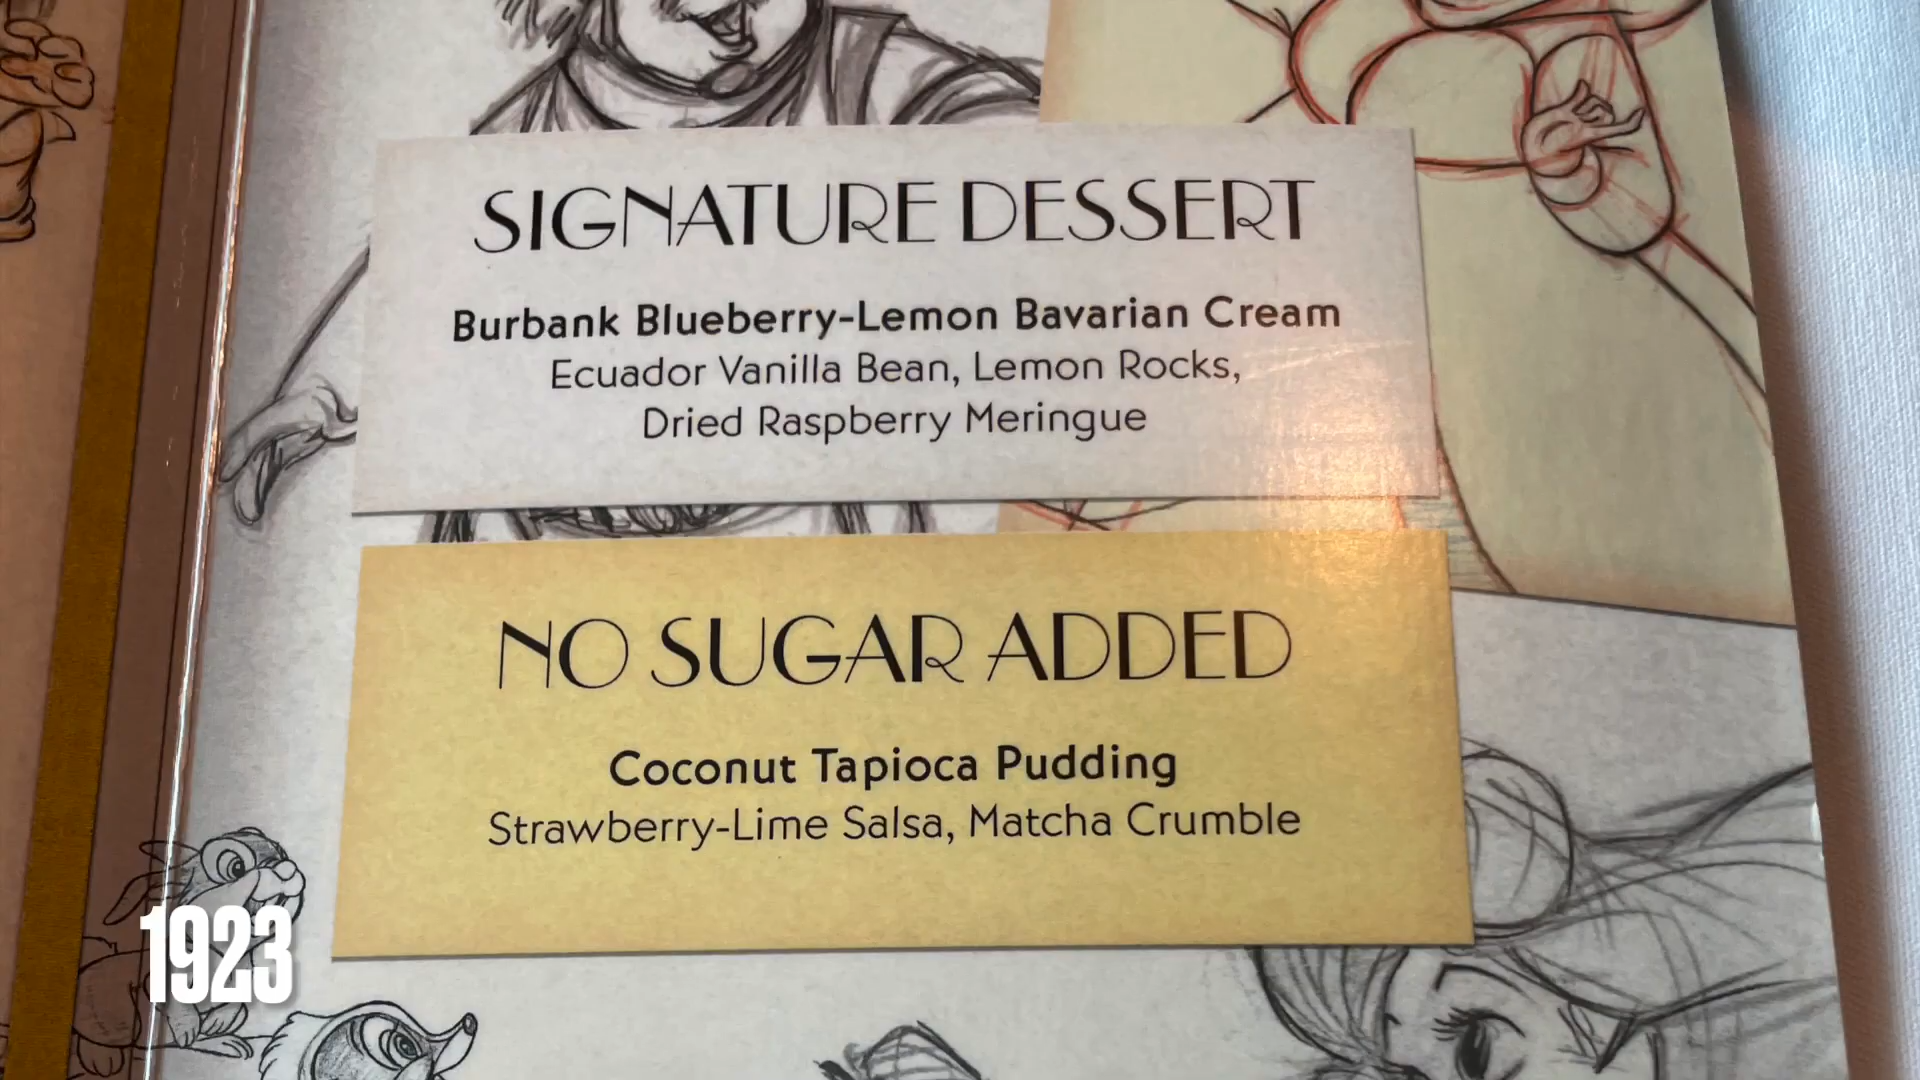 SIGNATURE DESSERT
Burbank Blueberry-Lemon Bavarian Cream
Ecuador Vanilla Bean, Lemon Rocks,
Dried Raspberry Meringue
NO SUGAR ADDED
Coconut Tapioca Pudding
Strawberry-Lime Salsa, Matcha Crumble
1923